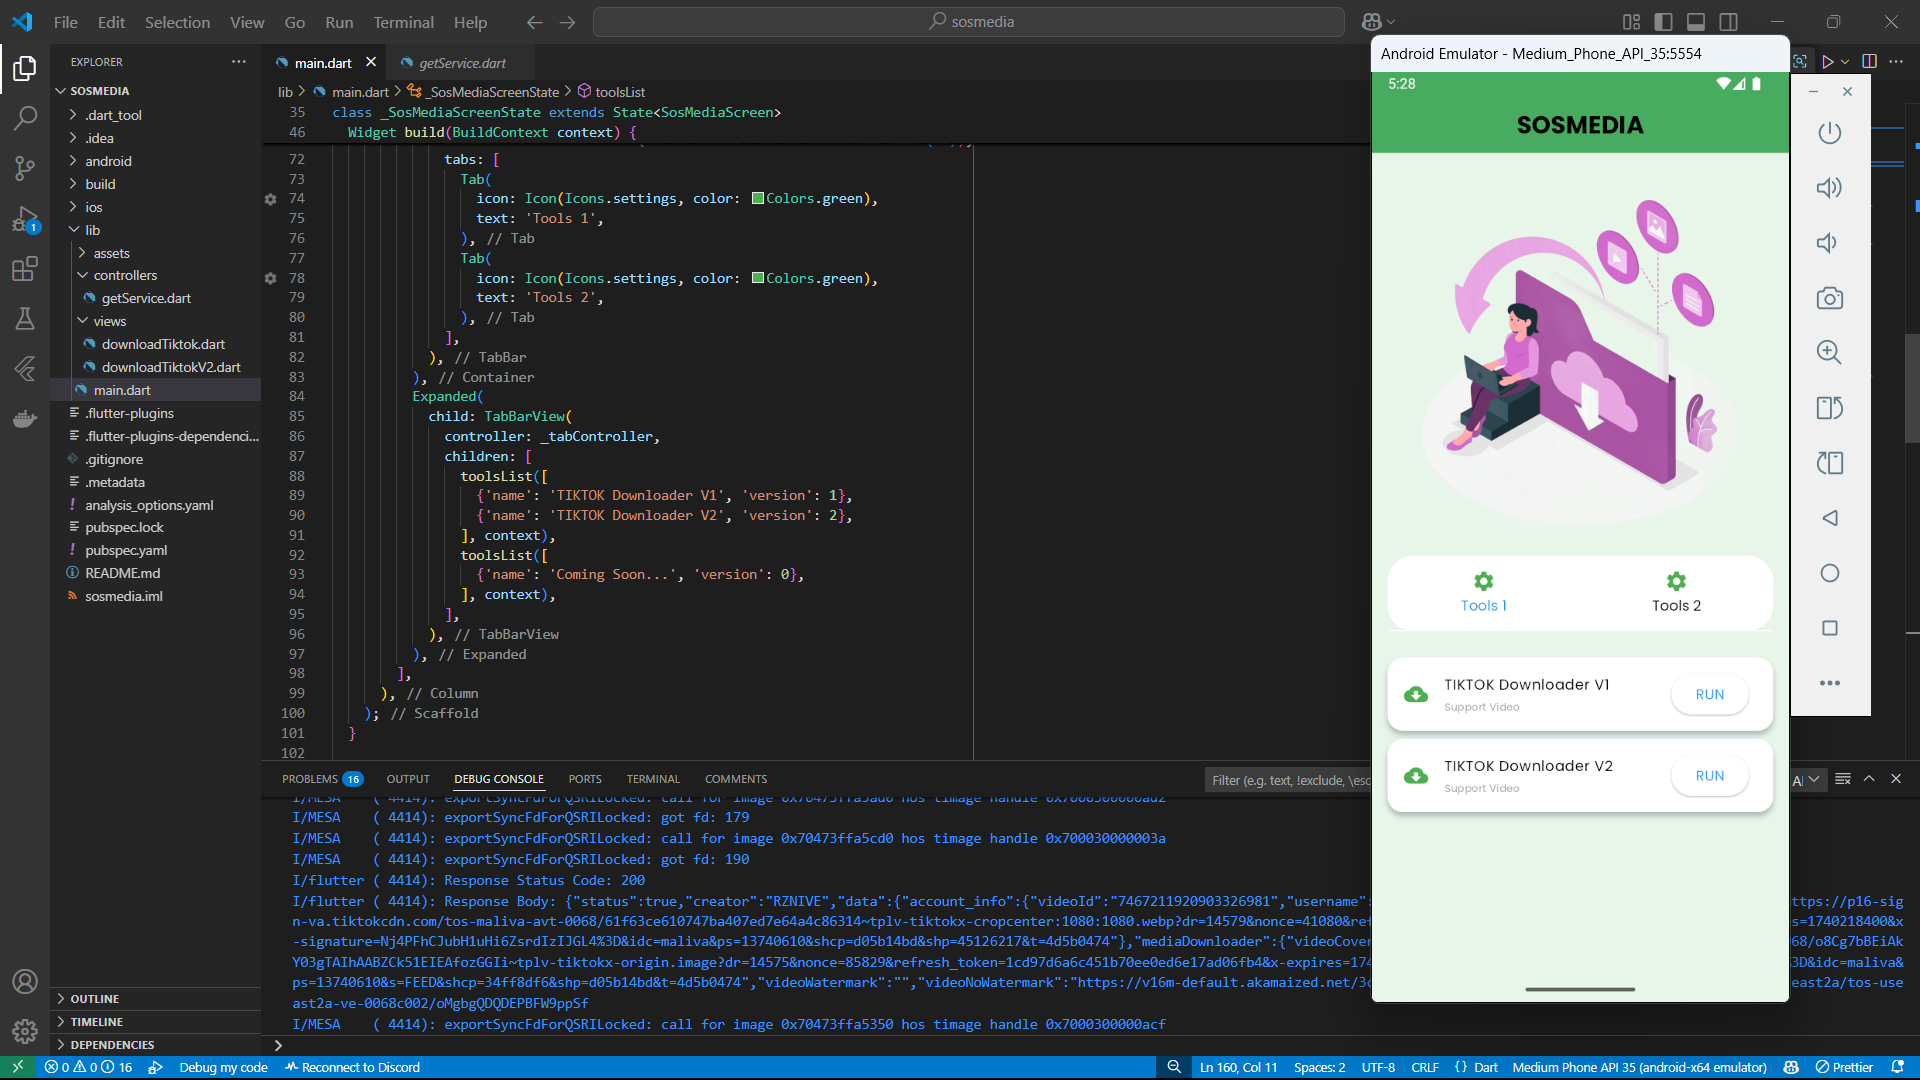 File Edit Selection View Go Run Terminal Help
sosmedia
EXPLORER
SOSMEDIA
.dart_tool
.idea
android
build
ios
lib
assets
controllers
getService.dart
views
downloadTiktok.dart
downloadTiktokV2.dart
main.dart
.flutter-plugins
.flutter-plugins-dependenci...
.gitignore
.metadata
analysis_options.yaml
pubspec.lock
pubspec.yaml
README.md
sosmedia.iml
OUTLINE
TIMELINE
DEPENDENCIES
main.dart
getService.dart
lib > main.dart > _SosMediaScreenState > toolsList
35 class _SosMediaScreenState extends State<SosMediaScreen>
46 Widget build(BuildContext context) {
72 tabs: [
73 Tab(
74 icon: Icon(Icons.settings, color: Colors.green),
75 text: 'Tools 1',
76 ), // Tab
77 Tab(
78 icon: Icon(Icons.settings, color: Colors.green),
79 text: 'Tools 2',
80 ), // Tab
81 ],
82 ), // TabBar
83 ), // Container
84 Expanded(
85 child: TabBarView(
86 controller: _tabController,
87 children: [
88 toolsList([
89 {'name': 'TIKTOK Downloader V1', 'version': 1},
90 {'name': 'TIKTOK Downloader V2', 'version': 2},
91 ], context),
92 toolsList([
93 {'name': 'Coming Soon...', 'version': 0},
94 ], context),
95 ],
96 ), // TabBarView
97 ), // Expanded
98 ],
99 ), // Column
100 ); // Scaffold
101 }
102
PROBLEMS 16 OUTPUT DEBUG CONSOLE PORTS TERMINAL COMMENTS
Filter (e.g. text, !exclude, \esc
I/MESA ( 4414): exportSyncFdForQSRILocked: call for image 0x70473ffa5ad0 hos timage handle 0x7000300000ad2
I/MESA ( 4414): exportSyncFdForQSRILocked: got fd: 179
I/MESA ( 4414): exportSyncFdForQSRILocked: call for image 0x70473ffa5cd0 hos timage handle 0x700030000003a
I/MESA ( 4414): exportSyncFdForQSRILocked: got fd: 190
I/flutter ( 4414): Response Status Code: 200
I/flutter ( 4414): Response Body: {"status":true,"creator":"RZNIVE","data":{"account_info":{"videoId":"7467211920903326981","username": ttps://p16-sig
n-va.tiktokcdn.com/tos-maliva-avt-0068/61f63ce610747ba407ed7e64a4c86314~tplv-tiktokx-cropcenter:1080:1080.webp?dr=14579&nonce=41080&ref s=1740218400&x
-signature=Nj4PFhCJubH1uHi6ZsrdIzIJGL4%3D&idc=maliva&ps=13740610&shcp=d05b14bd&shp=45126217&t=4d5b0474"},"mediaDownloader":{"videoCover 68/o8Cg7bBEiAk
Y03gTAIhAABZCk51EIEAfozGGIi~tplv-tiktokx-origin.image?dr=14575&nonce=85829&refresh_token=1cd97d6a6c451b70ee0ed6e17ad06fb4&x-expires=174 3D&idc=maliva&
ps=13740610&s=FEED&shcp=34ff8df6&shp=d05b14bd&t=4d5b0474","videoWatermark":"","videoNoWatermark":"https://v16m-default.akamaized.net/3c east2a/tos-use
ast2a-ve-0068c002/oMgbgQDQDEPBFW9ppSf
I/MESA ( 4414): exportSyncFdForQSRILocked: call for image 0x70473ffa5350 hos timage handle 0x7000300000acf
Android Emulator - Medium_Phone_API_35:5554
5:28
SOSMEDIA
Tools 1
Tools 2
TIKTOK Downloader V1
Support Video
RUN
TIKTOK Downloader V2
Support Video
RUN
0 0 16 Debug my code Reconnect to Discord
Ln 160, Col 11 Spaces: 2 UTF-8 CRLF {} Dart Medium Phone API 35 (android-x64 emulator) Prettier